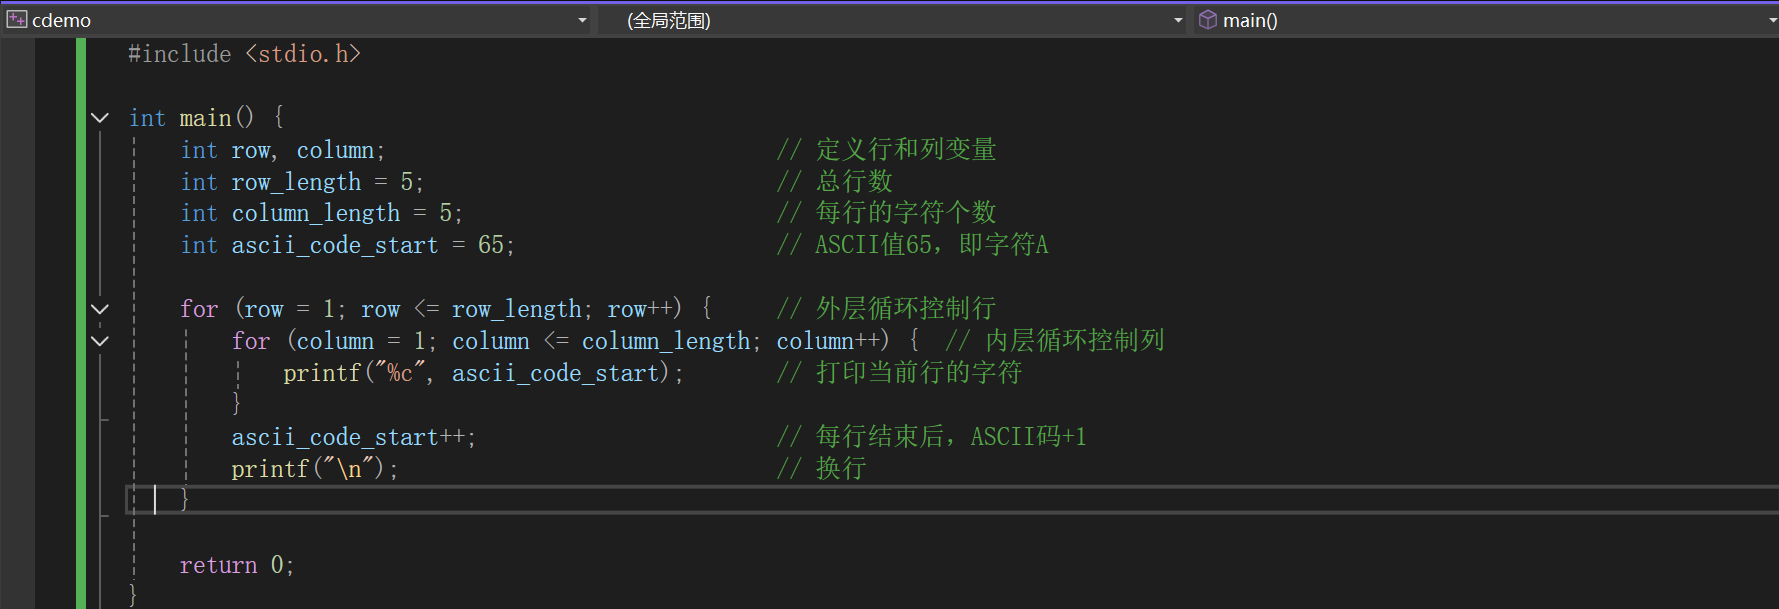 cdemo (全局范围) main()
#include <stdio.h>
int main() {
int row, column; // 定义行和列变量
int row_length = 5; // 总行数
int column_length = 5; // 每行的字符个数
int ascii_code_start = 65; // ASCII值65，即字符A
for (row = 1; row <= row_length; row++) { // 外层循环控制行
for (column = 1; column <= column_length; column++) { // 内层循环控制列
printf("%c", ascii_code_start); // 打印当前行的字符
}
ascii_code_start++; // 每行结束后，ASCII码+1
printf("\n"); // 换行
}
return 0;
}